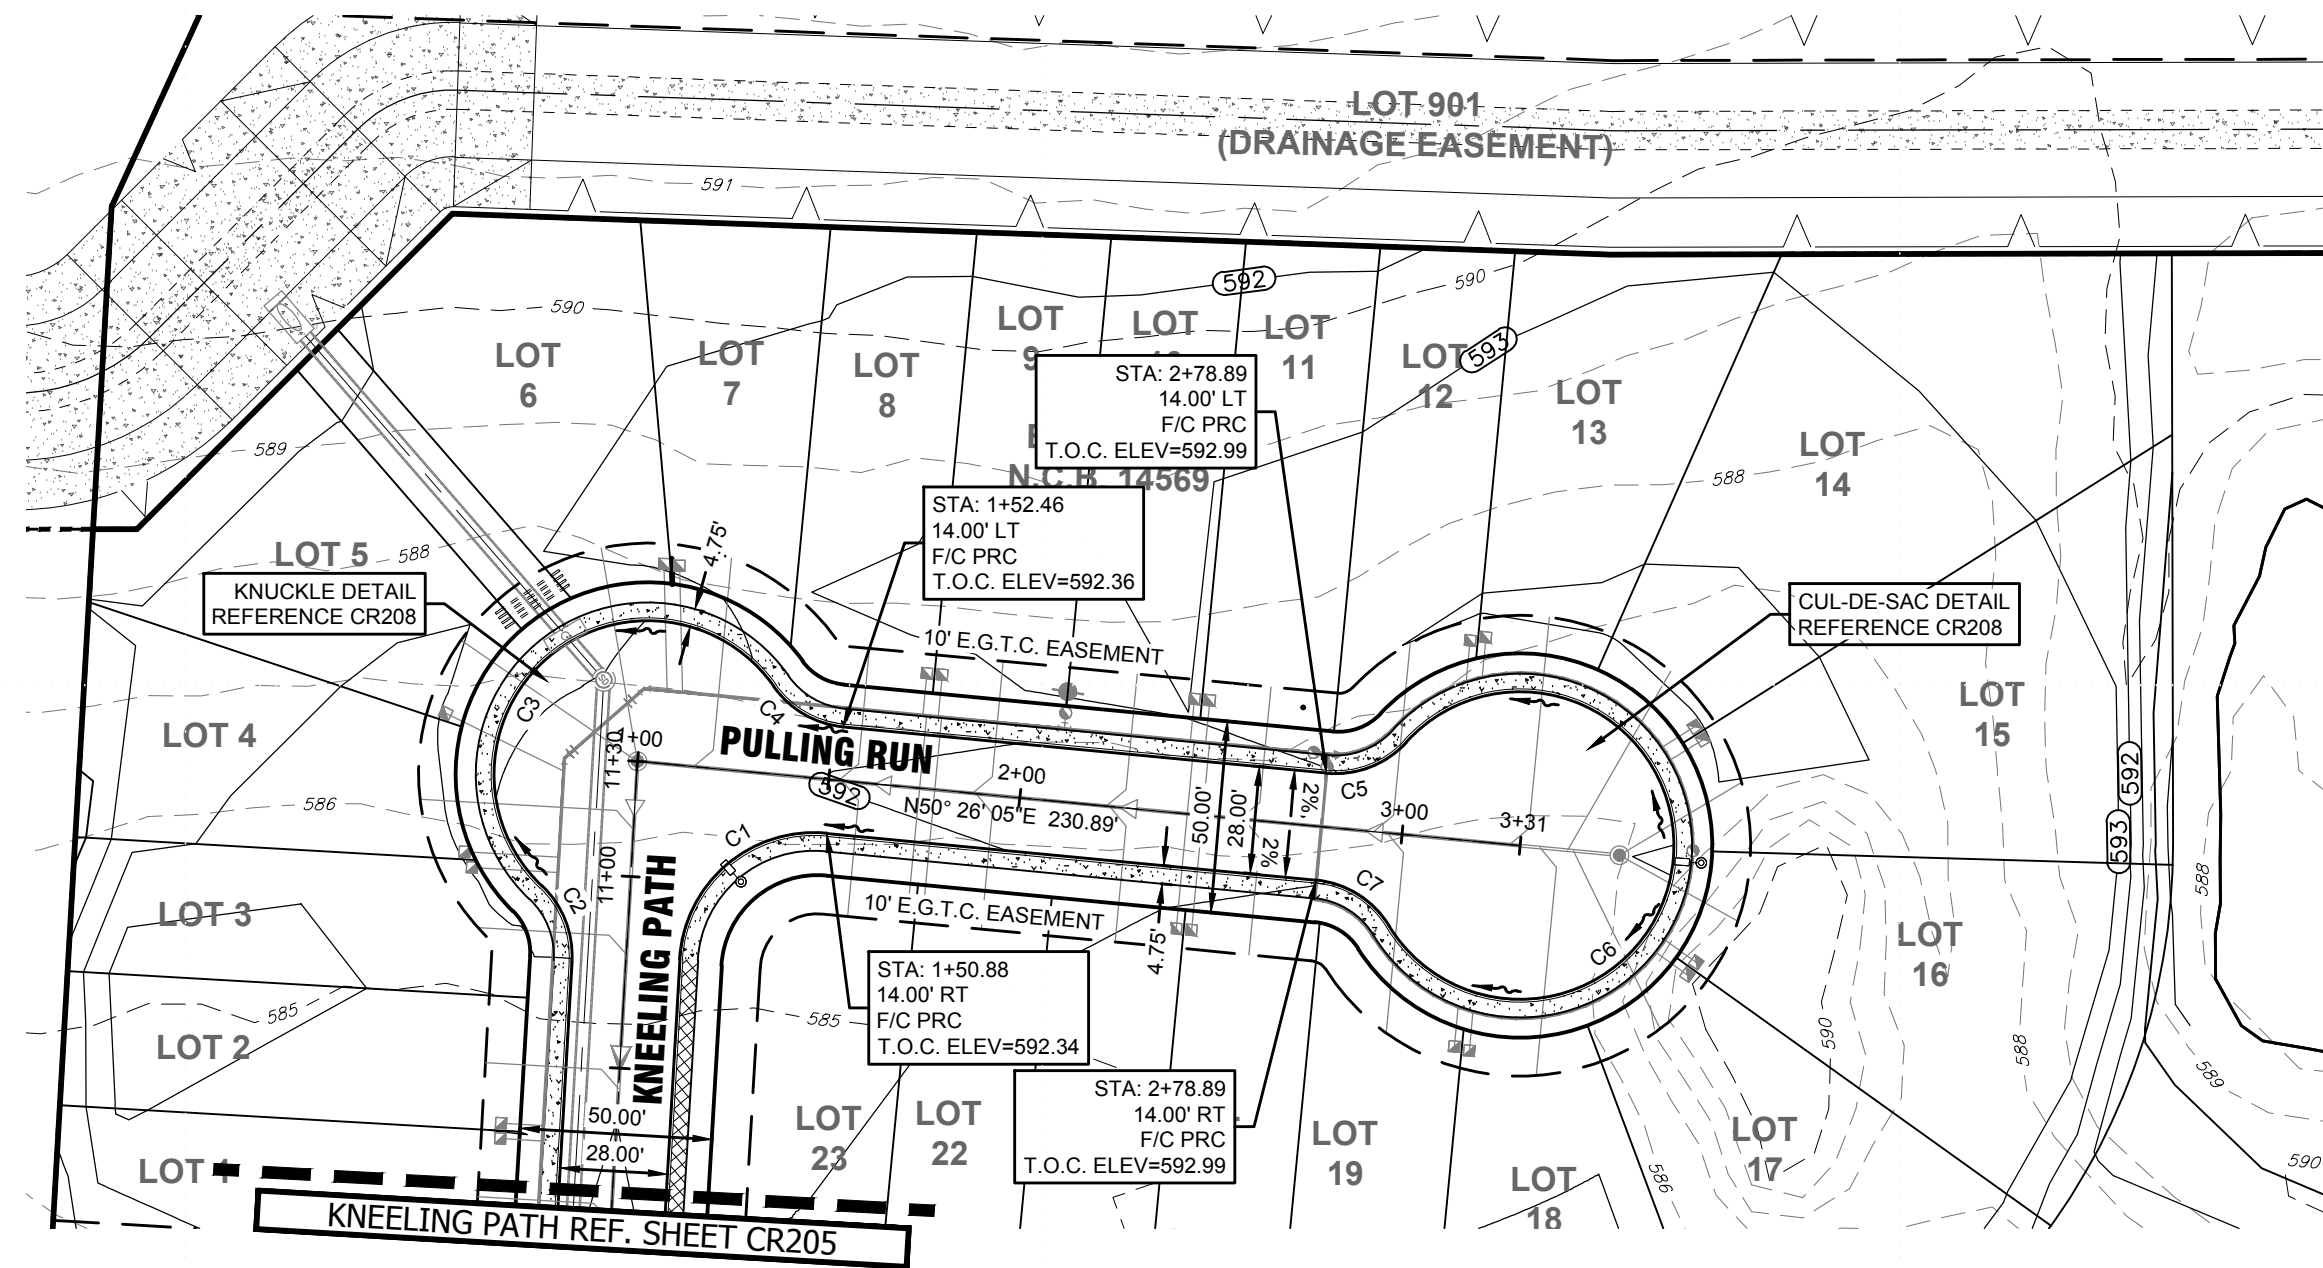 LOT 901
(DRAINAGE EASEMENT)
591
592
590
590
LOT
6
LOT
7
LOT
8
LOT
9
LOT
LOT
11
LOT
12
593
LOT
13
LOT
14
STA: 2+78.89
14.00' LT
F/C PRC
T.O.C. ELEV=592.99
N.C.B. 14569
589
588
588
STA: 1+52.46
14.00' LT
F/C PRC
T.O.C. ELEV=592.36
4.75'
LOT 5
KNUCKLE DETAIL
REFERENCE CR208
CUL-DE-SAC DETAIL
REFERENCE CR208
10' E.G.T.C. EASEMENT
SD
C3
C4
LOT 4
LOT
15
PULLING RUN
1+00
11+30
2+00
592
N50° 26' 05"E 230.89'
50.00'
28.00'
2%
2%
C5
3+00
3+31
592
593
586
C1
11+00
C2
C7
C6
KNEELING PATH
10' E.G.T.C. EASEMENT
4.75'
588
LOT 3
LOT
16
STA: 1+50.88
14.00' RT
F/C PRC
T.O.C. ELEV=592.34
585
585
590
588
589
LOT 2
STA: 2+78.89
14.00' RT
F/C PRC
T.O.C. ELEV=592.99
50.00'
28.00'
LOT
23
LOT
22
LOT
19
LOT
18
LOT
17
586
590
LOT 1
KNEELING PATH REF. SHEET CR205